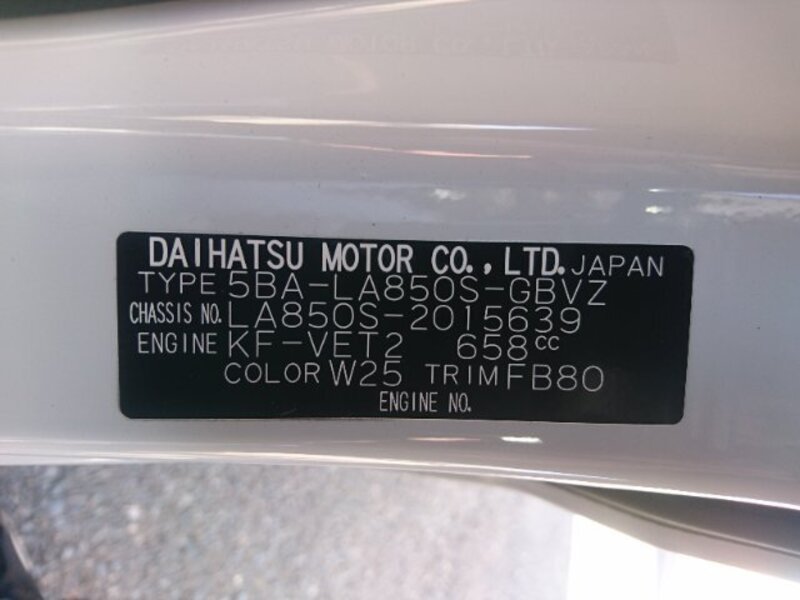 DAIHATSU MOTOR CO., LTD. JAPAN
TYPE 5BA-LA850S-GBVZ
CHASSIS NO. LA850S-2015639
ENGINE KF-VET2 658cc
COLOR W25 TRIM FB80
ENGINE NO.